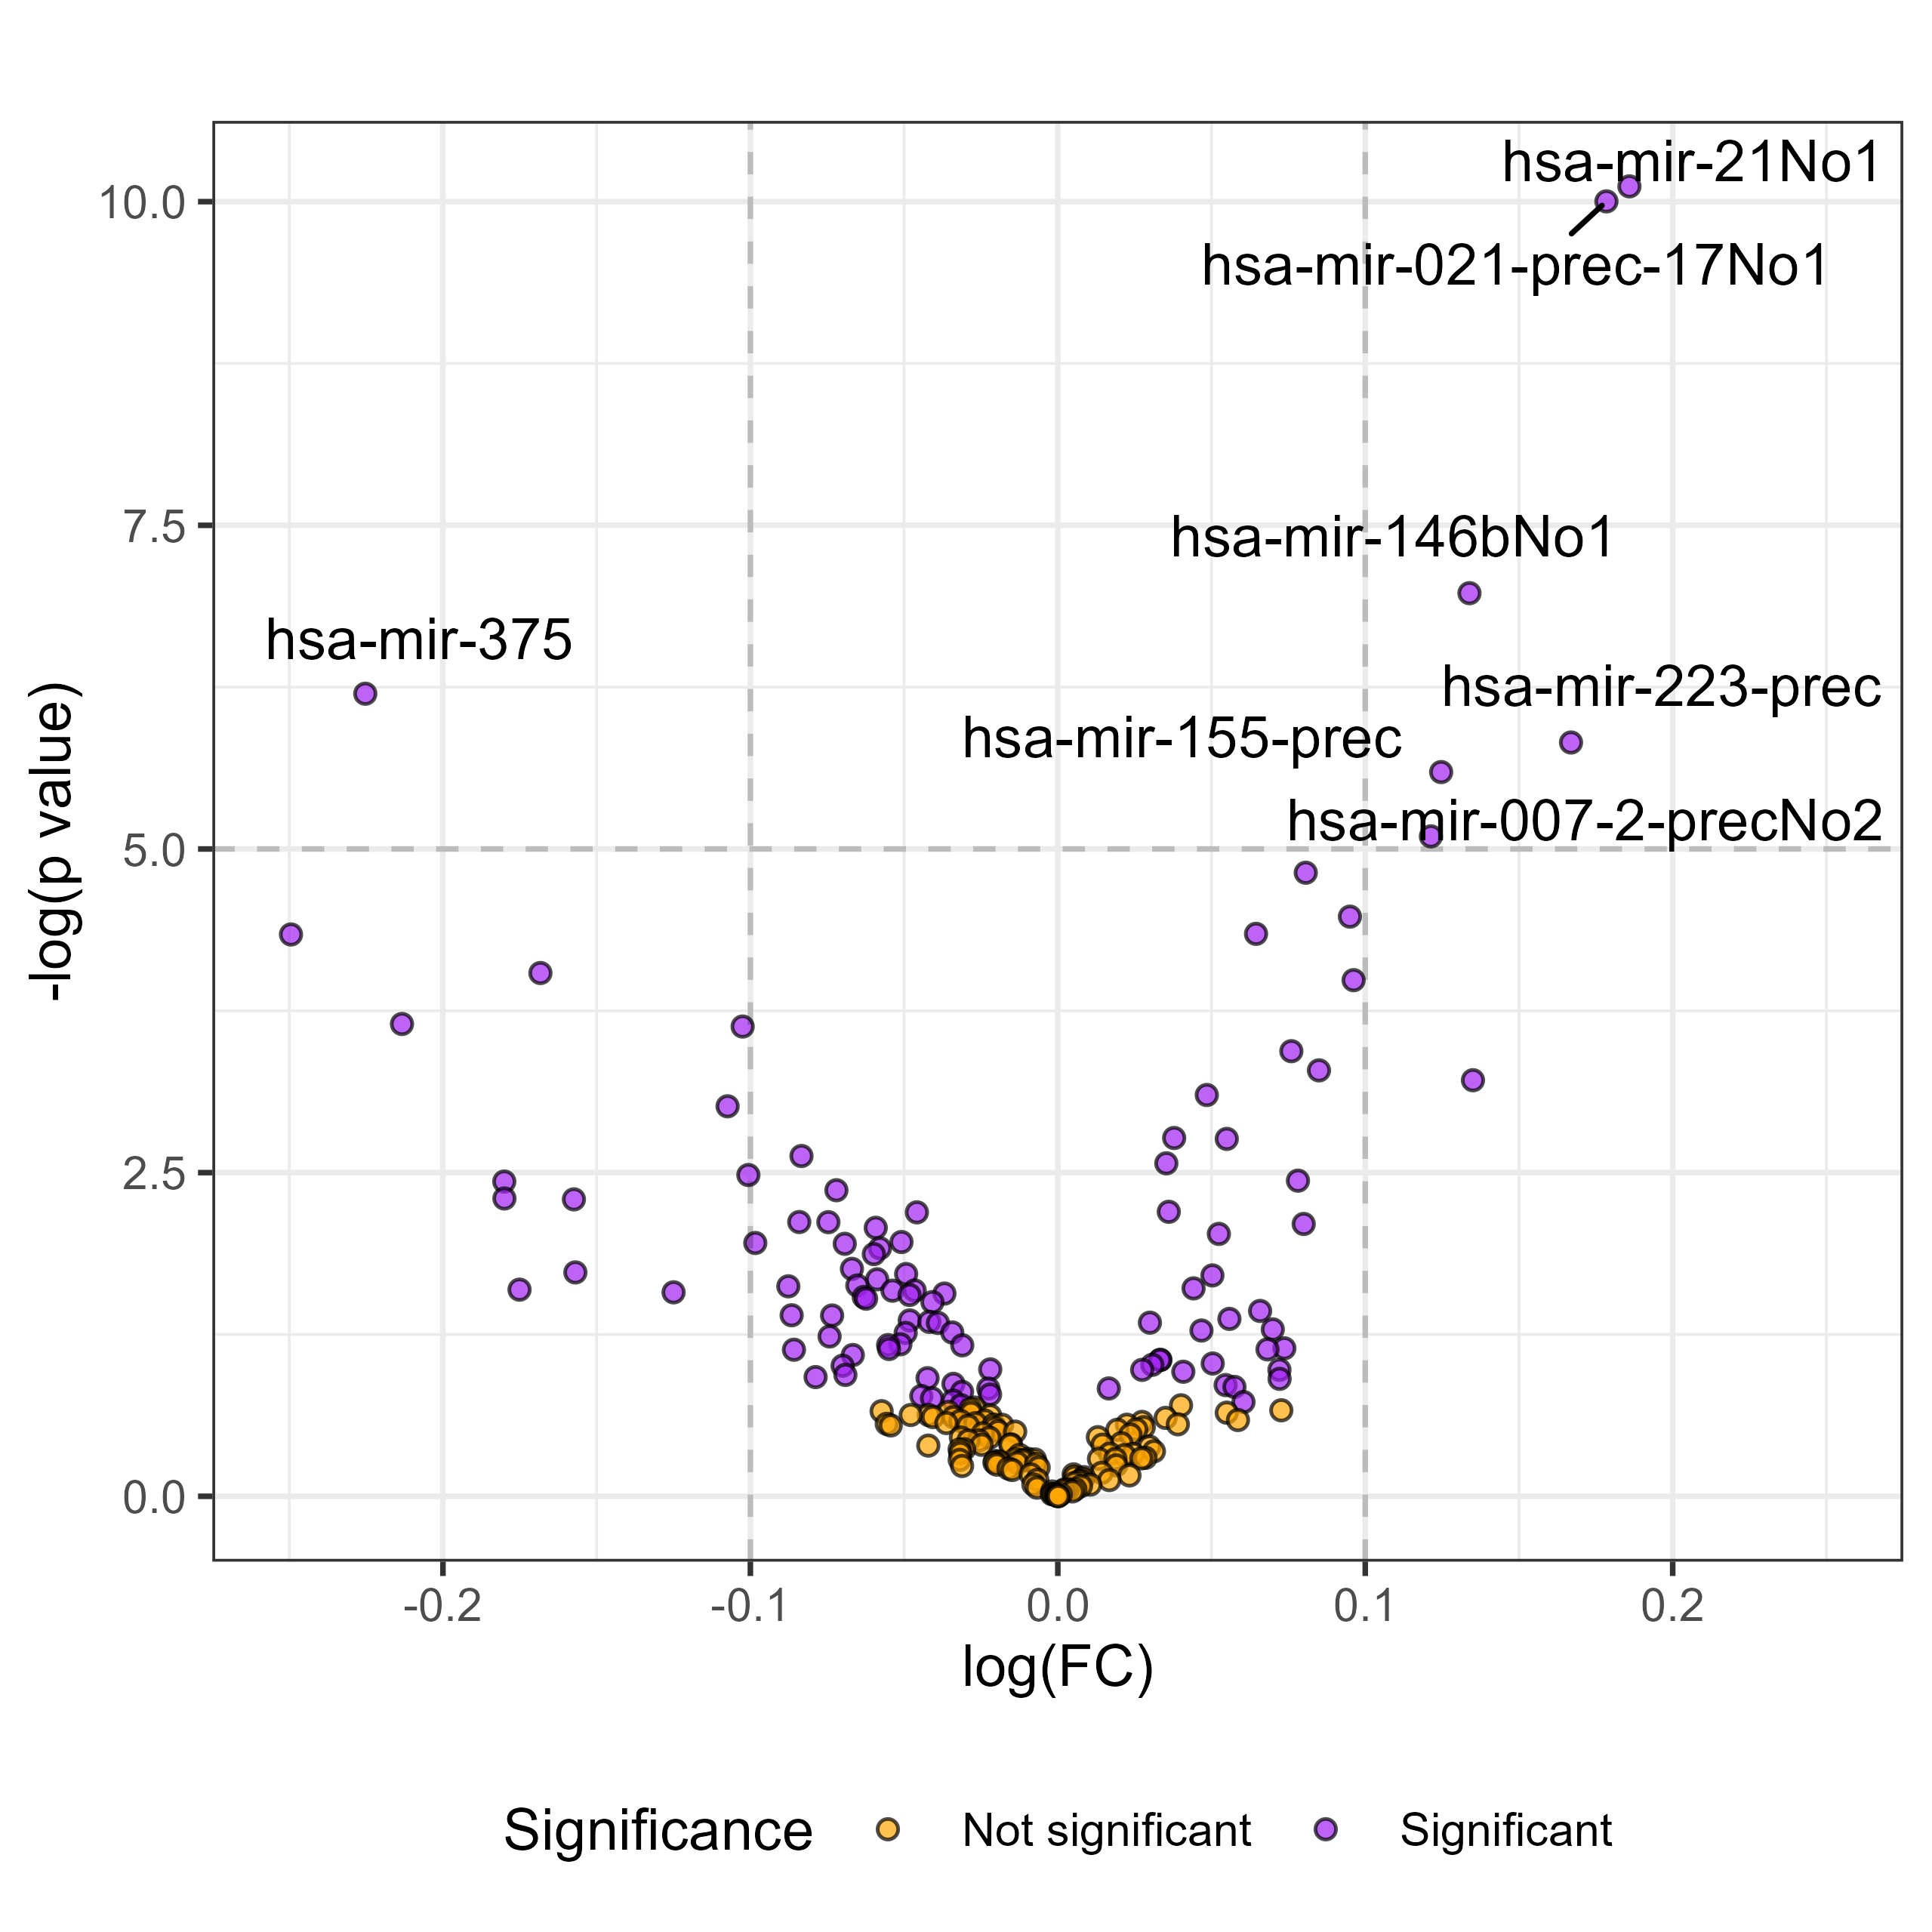 hsa-mir-21No1
10.0
hsa-mir-021-prec-17No1
7.5
hsa-mir-146bNo1
hsa-mir-375
hsa-mir-223-prec
hsa-mir-155-prec
hsa-mir-007-2-precNo2
5.0
2.5
0.0
-log(p value)
-0.2
-0.1
0.0
0.1
0.2
log(FC)
Significance
Not significant
Significant